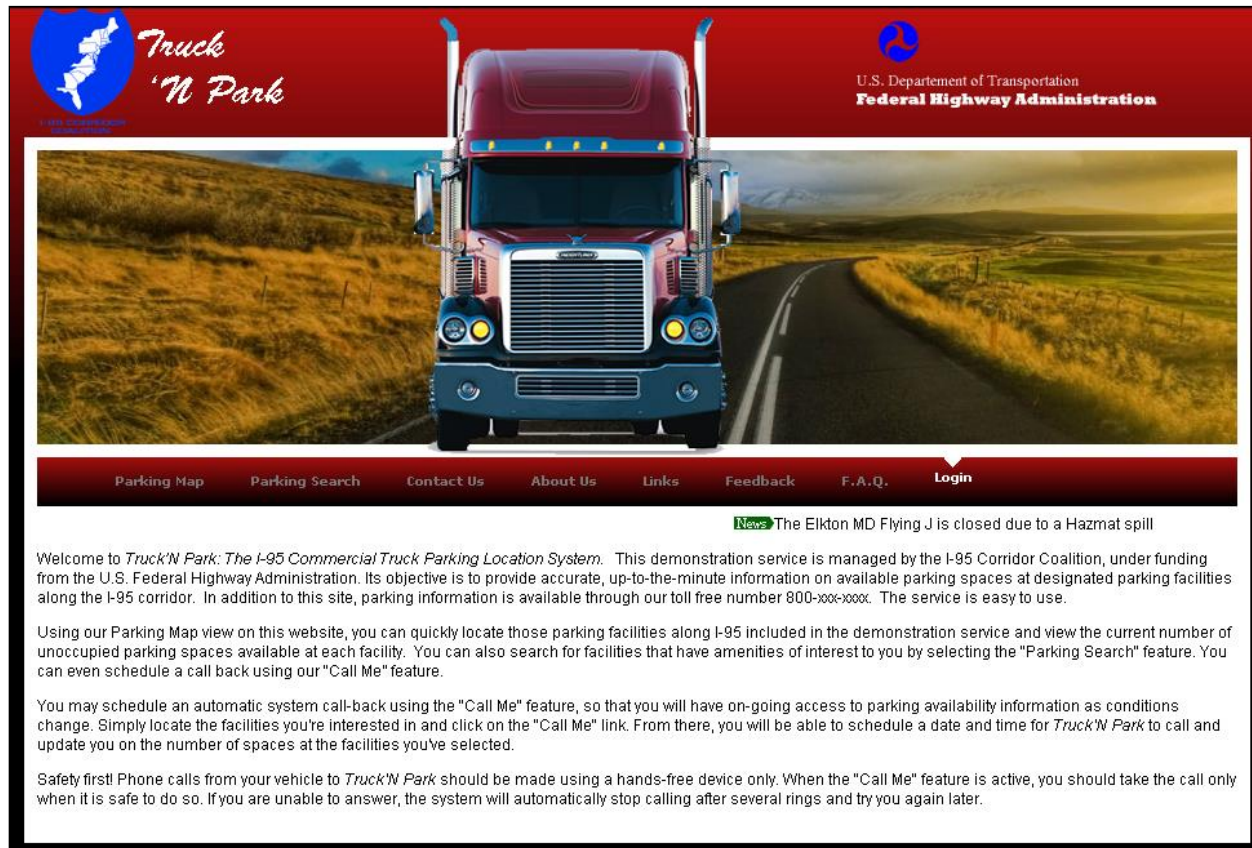 Truck
'N Park
I-95 CORRIDOR
COALITION
U.S. Departement of Transportation
Federal Highway Administration
FREIGHTLINER
Parking Map Parking Search Contact Us About Us Links Feedback F.A.Q. Login
News The Elkton MD Flying J is closed due to a Hazmat spill
Welcome to Truck'N Park: The I-95 Commercial Truck Parking Location System. This demonstration service is managed by the I-95 Corridor Coalition, under funding
from the U.S. Federal Highway Administration. Its objective is to provide accurate, up-to-the-minute information on available parking spaces at designated parking facilities
along the I-95 corridor. In addition to this site, parking information is available through our toll free number 800-xxx-xxxx. The service is easy to use.
Using our Parking Map view on this website, you can quickly locate those parking facilities along I-95 included in the demonstration service and view the current number of
unoccupied parking spaces available at each facility. You can also search for facilities that have amenities of interest to you by selecting the "Parking Search" feature. You
can even schedule a call back using our "Call Me" feature.
You may schedule an automatic system call-back using the "Call Me" feature, so that you will have on-going access to parking availability information as conditions
change. Simply locate the facilities you're interested in and click on the "Call Me" link. From there, you will be able to schedule a date and time for Truck'N Park to call and
update you on the number of spaces at the facilities you've selected.
Safety first! Phone calls from your vehicle to Truck'N Park should be made using a hands-free device only. When the "Call Me" feature is active, you should take the call only
when it is safe to do so. If you are unable to answer, the system will automatically stop calling after several rings and try you again later.